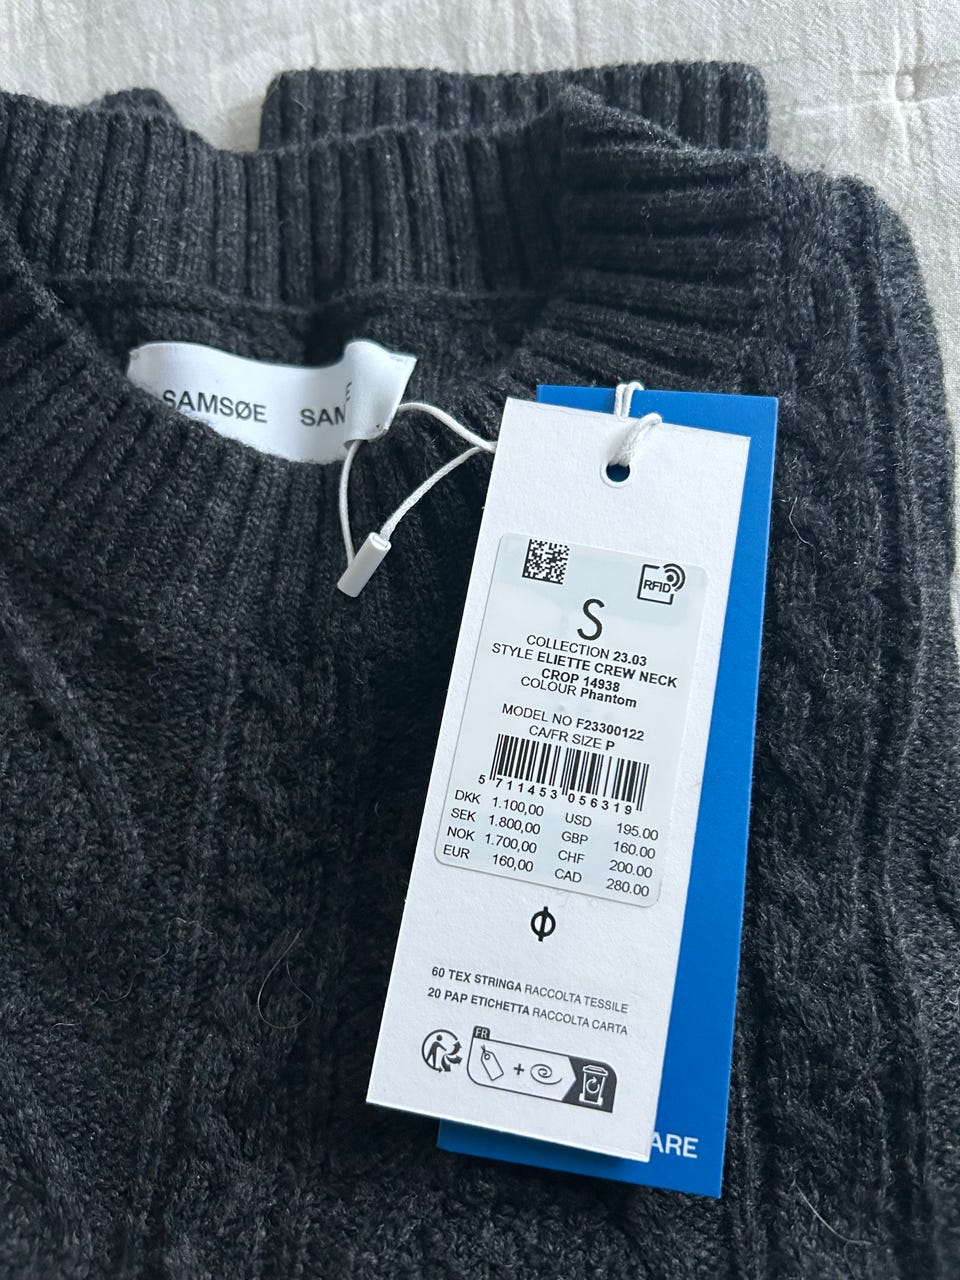 SAMSØE SAM
RFID
S
COLLECTION 23.03
STYLE ELIETTE CREW NECK
CROP 14938
COLOUR Phantom
MODEL NO F23300122
CA/FR SIZE P
5 711453 056319
DKK 1.100,00 USD 195.00
SEK 1.800,00 GBP 160.00
NOK 1.700,00 CHF 200.00
EUR 160,00 CAD 280.00
60 TEX STRINGA RACCOLTA TESSILE
20 PAP ETICHETTA RACCOLTA CARTA
FR
+
ARE